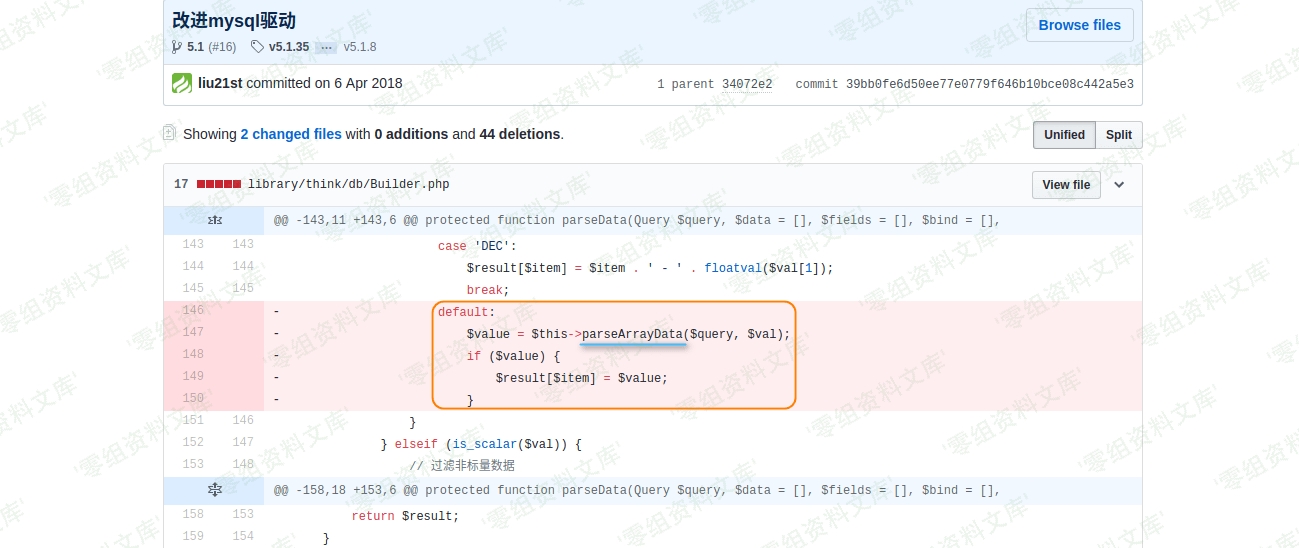 改进mysql驱动
Browse files
5.1 (#16) v5.1.35 ... v5.1.8
liu21st committed on 6 Apr 2018 1 parent 34072e2 commit 39bb0fe6d50ee77e0779f646b10bce08c442a5e3
Showing 2 changed files with 0 additions and 44 deletions. Unified Split
17 library/think/db/Builder.php View file
@@ -143,11 +143,6 @@ protected function parseData(Query $query, $data = [], $fields = [], $bind = [],
143 143 case 'DEC':
144 144 $result[$item] = $item . ' - ' . floatval($val[1]);
145 145 break;
146 - default:
147 - $value = $this->parseArrayData($query, $val);
148 - if ($value) {
149 - $result[$item] = $value;
150 - }
151 146 }
152 147 } elseif (is_scalar($val)) {
153 148 // 过滤非标量数据
@@ -158,18 +153,6 @@ protected function parseData(Query $query, $data = [], $fields = [], $bind = [],
158 153 return $result;
159 154 }
'零组资料文库'